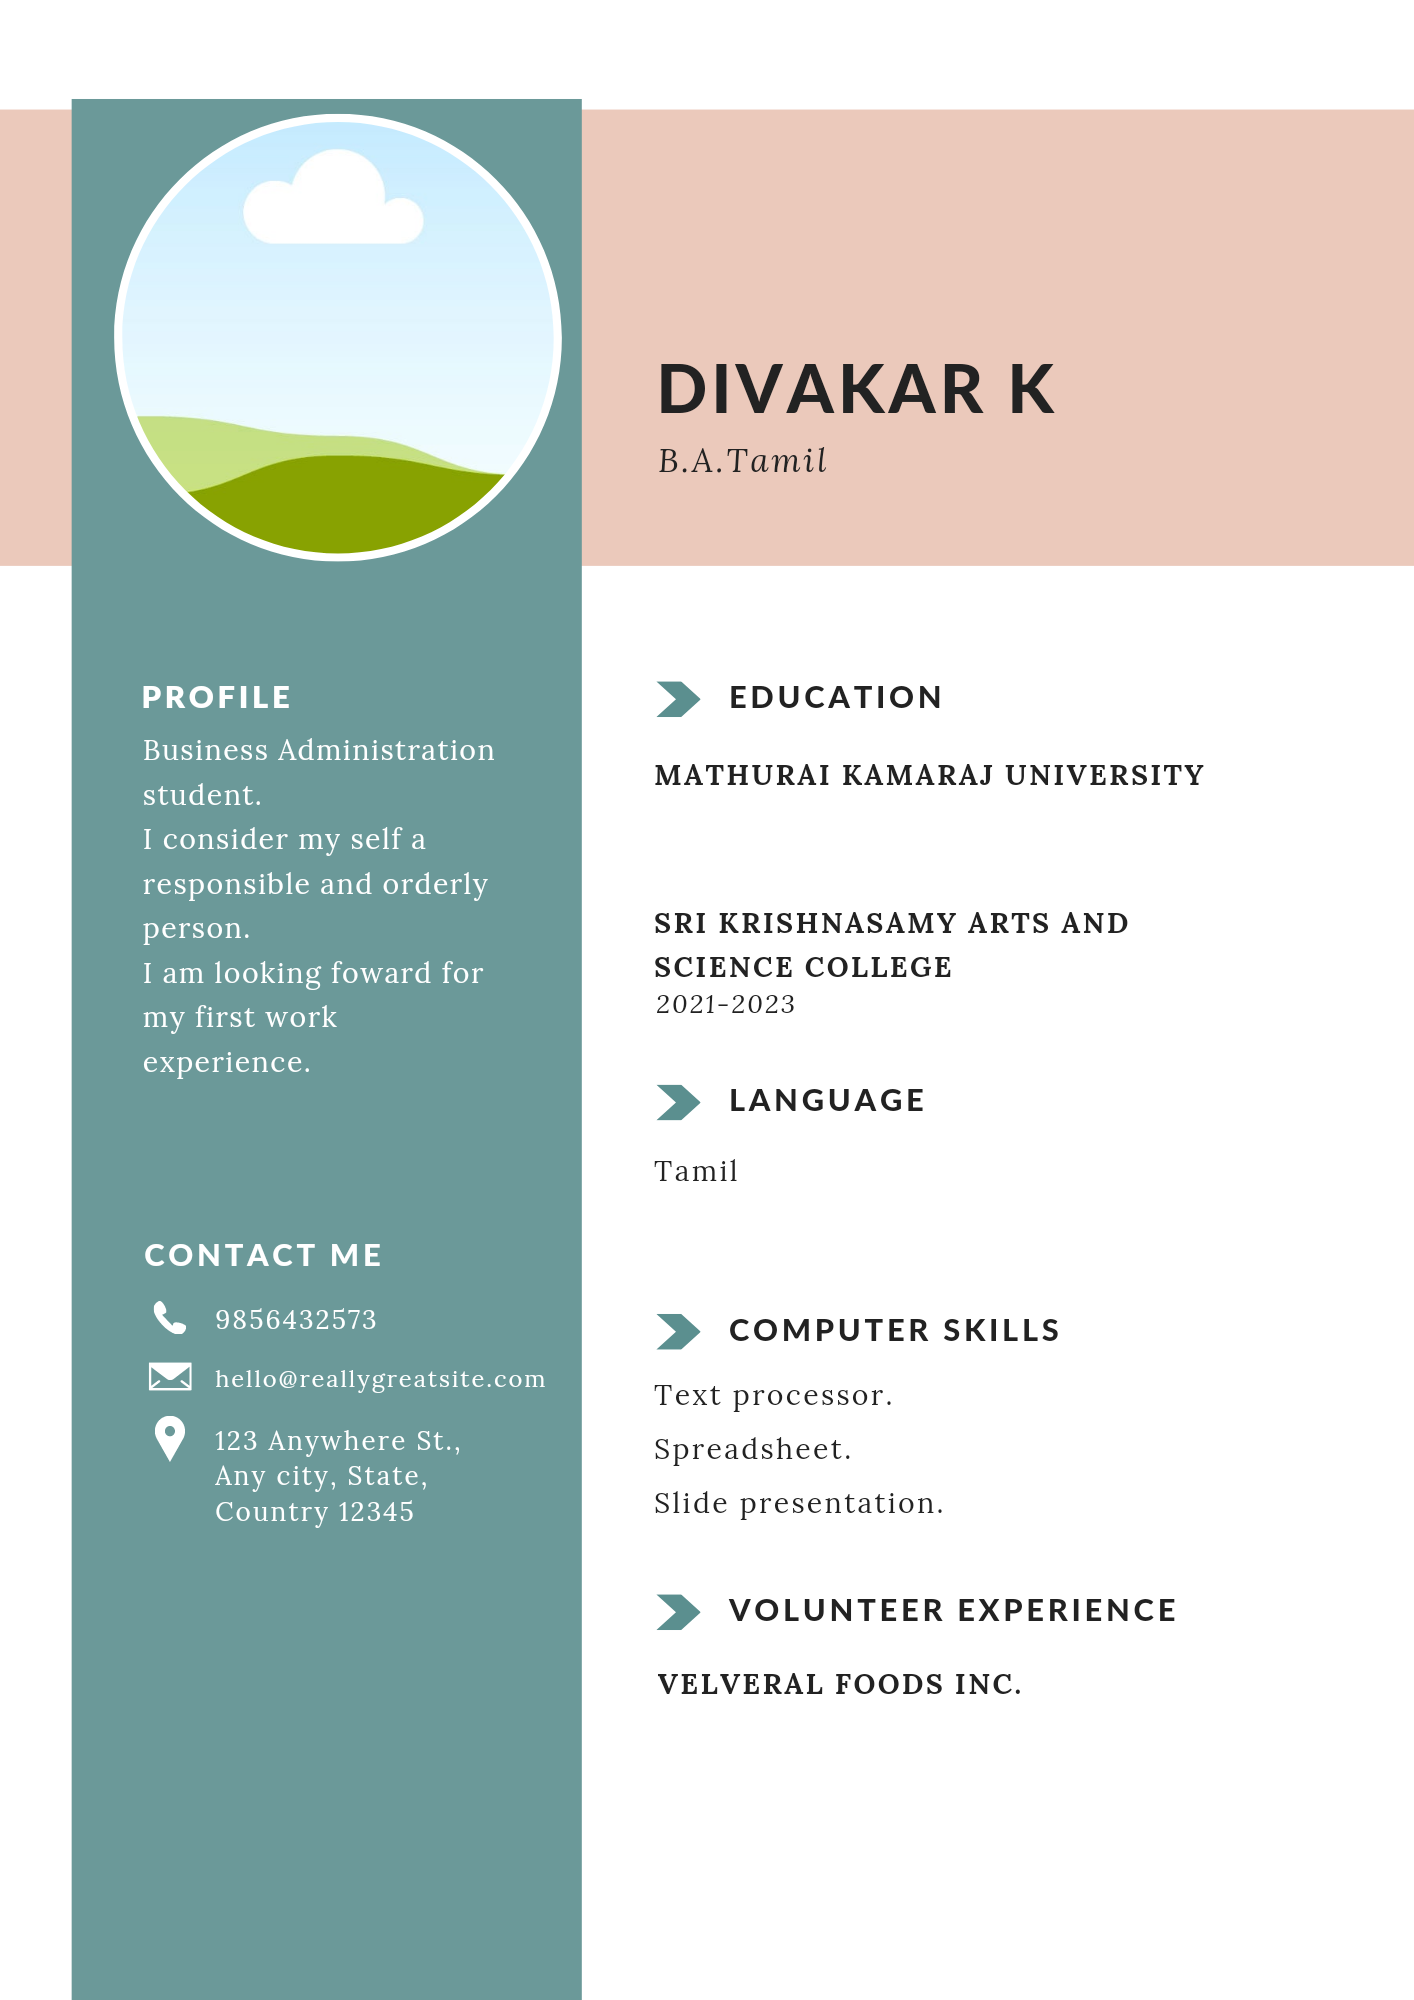 DIVAKAR K
B.A.Tamil
PROFILE
Business Administration
student.
I consider my self a
responsible and orderly
person.
I am looking foward for
my first work
experience.
CONTACT ME
9856432573
hello@reallygreatsite.com
123 Anywhere St.,
Any city, State,
Country 12345
EDUCATION
MATHURAI KAMARAJ UNIVERSITY
SRI KRISHNASAMY ARTS AND
SCIENCE COLLEGE
2021-2023
LANGUAGE
Tamil
COMPUTER SKILLS
Text processor.
Spreadsheet.
Slide presentation.
VOLUNTEER EXPERIENCE
VELVERAL FOODS INC.